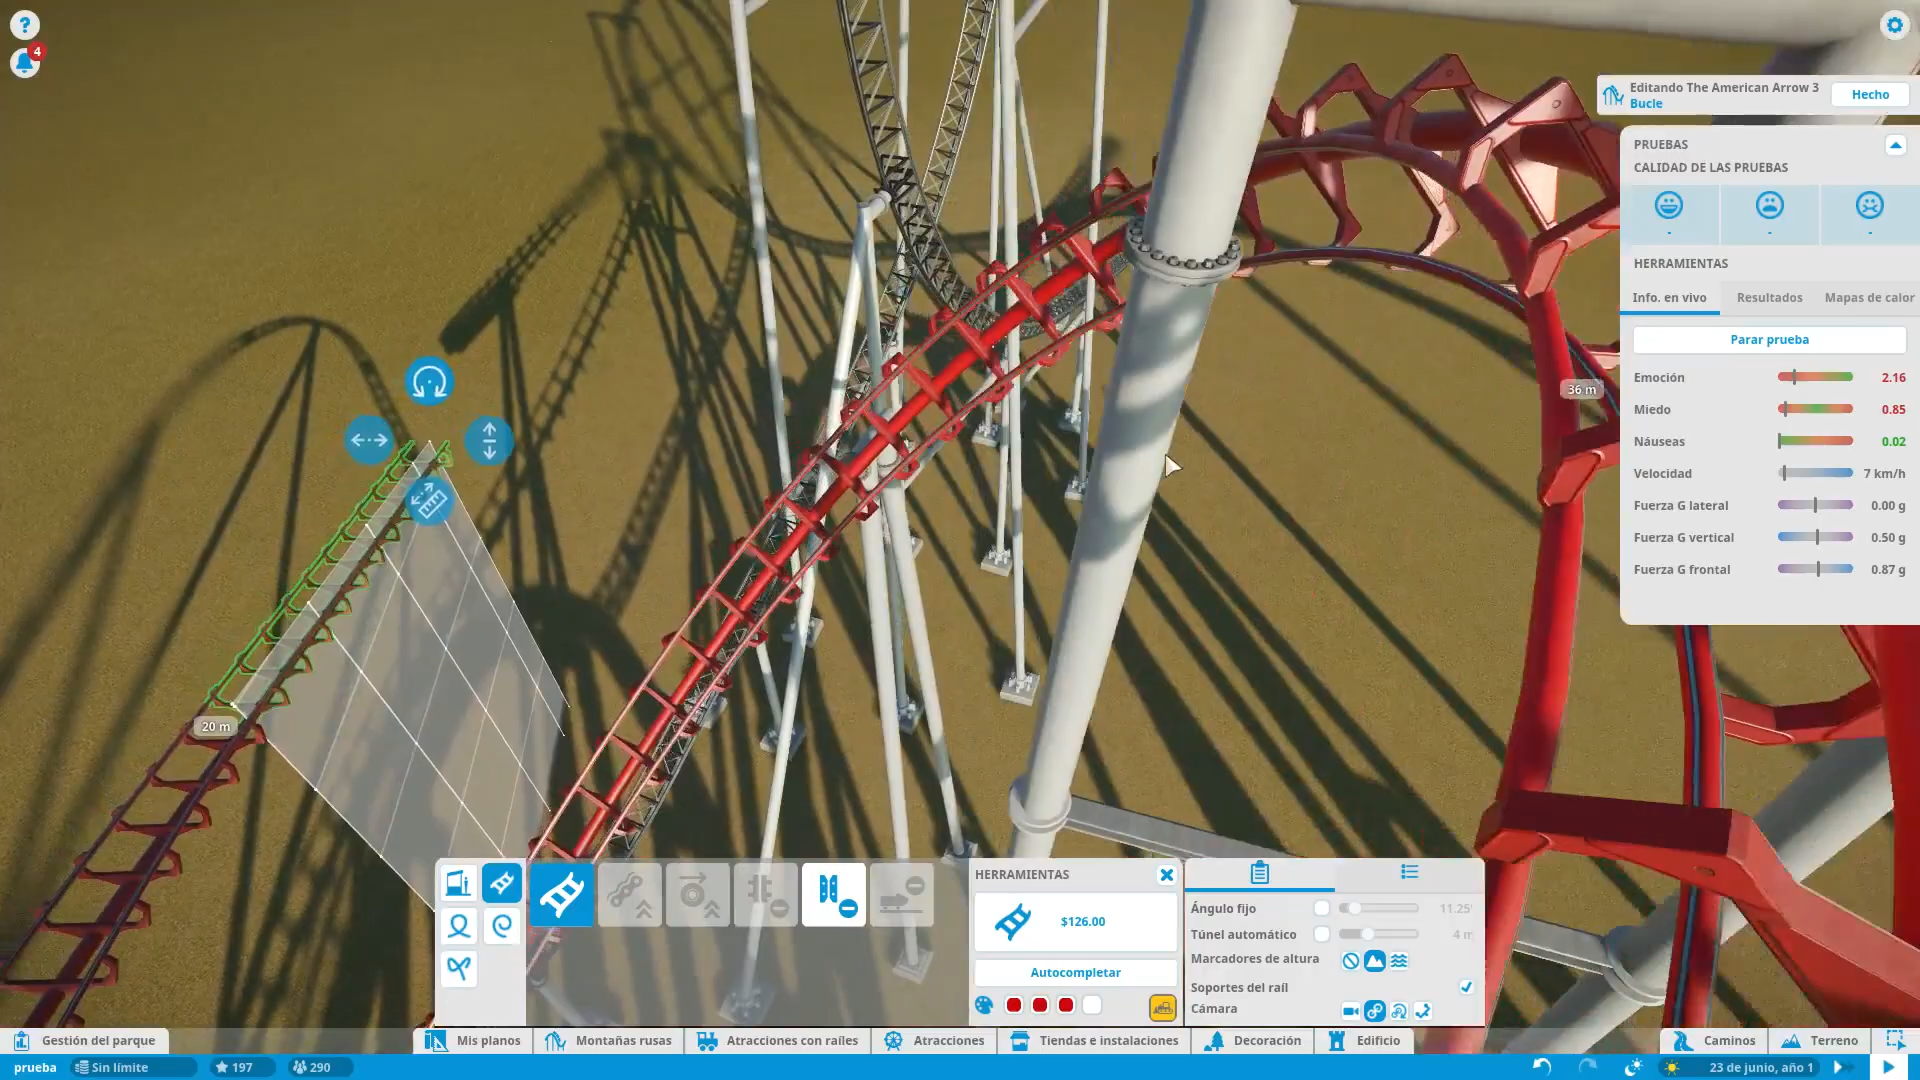 ?
4
Editando The American Arrow 3
Bucle
Hecho
PRUEBAS
CALIDAD DE LAS PRUEBAS
- - -
HERRAMIENTAS
Info. en vivo Resultados Mapas de calor
Parar prueba
Emoción 2.16
Miedo 0.85
Náuseas 0.02
Velocidad 7 km/h
Fuerza G lateral 0.00 g
Fuerza G vertical 0.50 g
Fuerza G frontal 0.87 g
36 m
20 m
HERRAMIENTAS
$126.00
Autocompletar
Ángulo fijo 11.25°
Túnel automático 4 m
Marcadores de altura
Soportes del raíl
Cámara
Gestión del parque
Mis planos
Montañas rusas
Atracciones con raíles
Atracciones
Tiendas e instalaciones
Decoración
Edificio
Caminos
Terreno
prueba
Sin límite
197
290
23 de junio, año 1